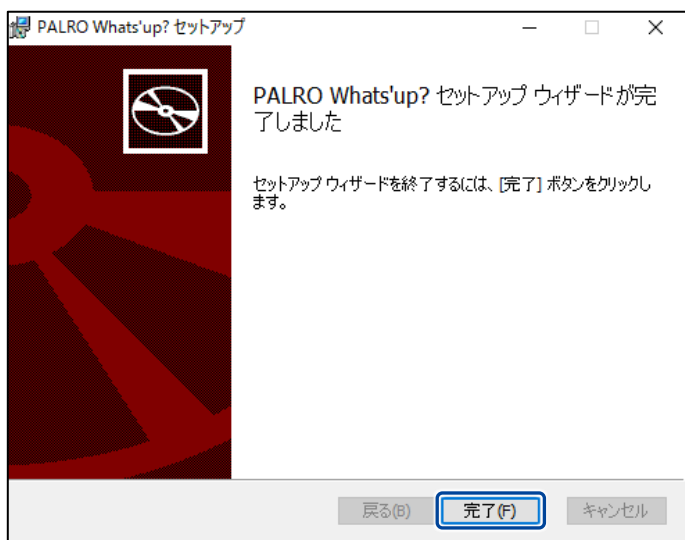 PALRO Whats'up? セットアップ
PALRO Whats'up? セットアップ ウィザードが完
了しました
セットアップ ウィザードを終了するには、[完了] ボタンをクリックし
ます。
戻る(B) 完了(F) キャンセル